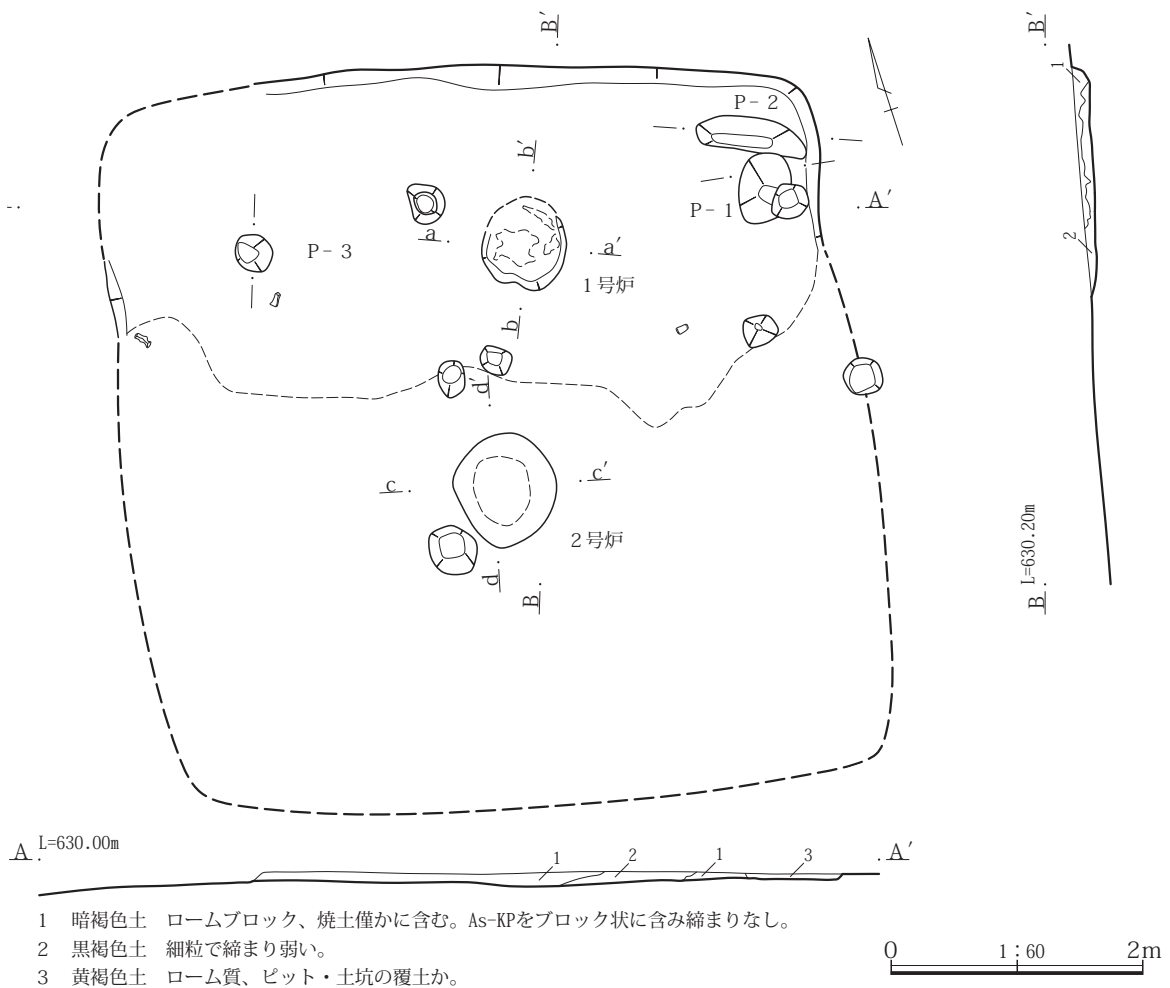 B′
B′
P−2
1
b′
P−1
A′
a
a′
P−3
1号炉
2
b
d′
c
c′
2号炉
d
B
B L=630.20m
A L=630.00m
1
2
1
3
A′
1 暗褐色土 ロームブロック、焼土僅かに含む。As-KPをブロック状に含み締まりなし。
2 黒褐色土 細粒で締まり弱い。
3 黄褐色土 ローム質、ピット・土坑の覆土か。
0 1：60 2m